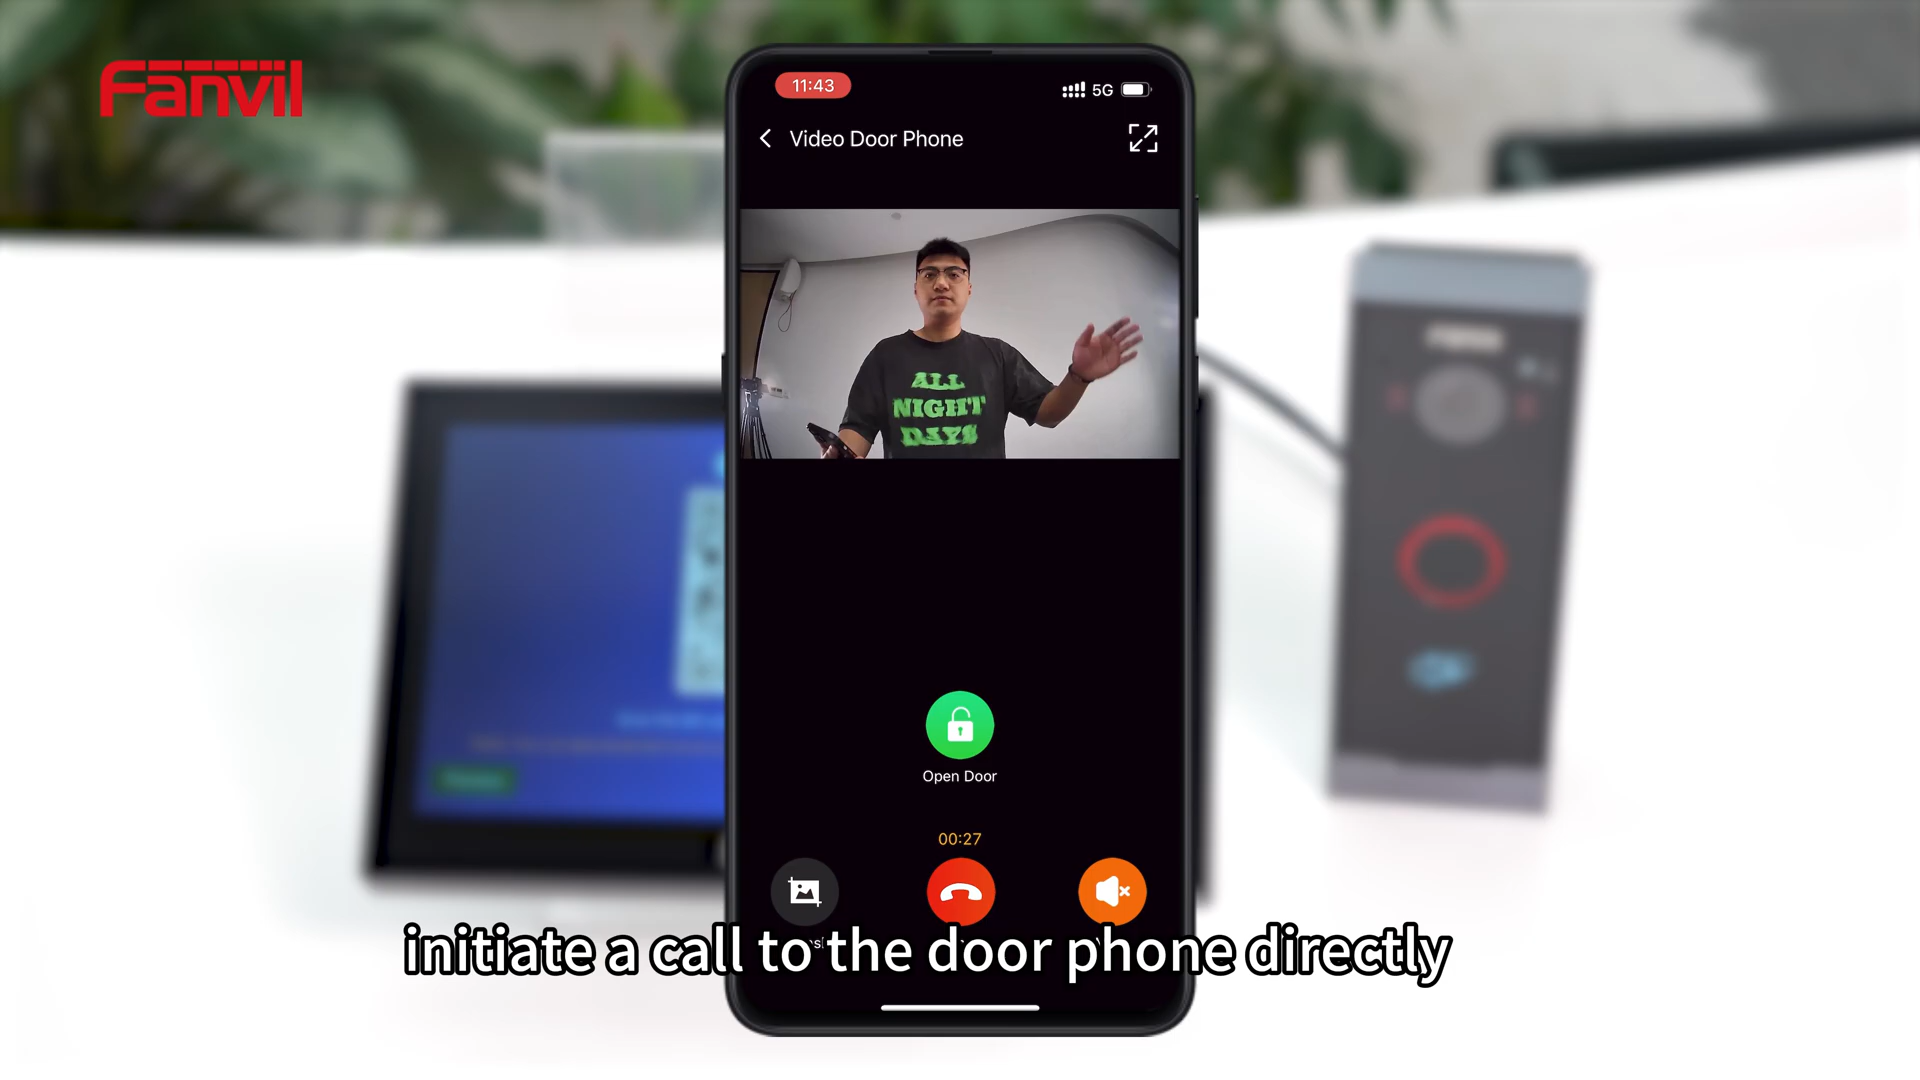 Fanvil
11:43
5G
Video Door Phone
ALL
NIGHT
DAYS
Open Door
00:27
initiate a call to the door phone directly